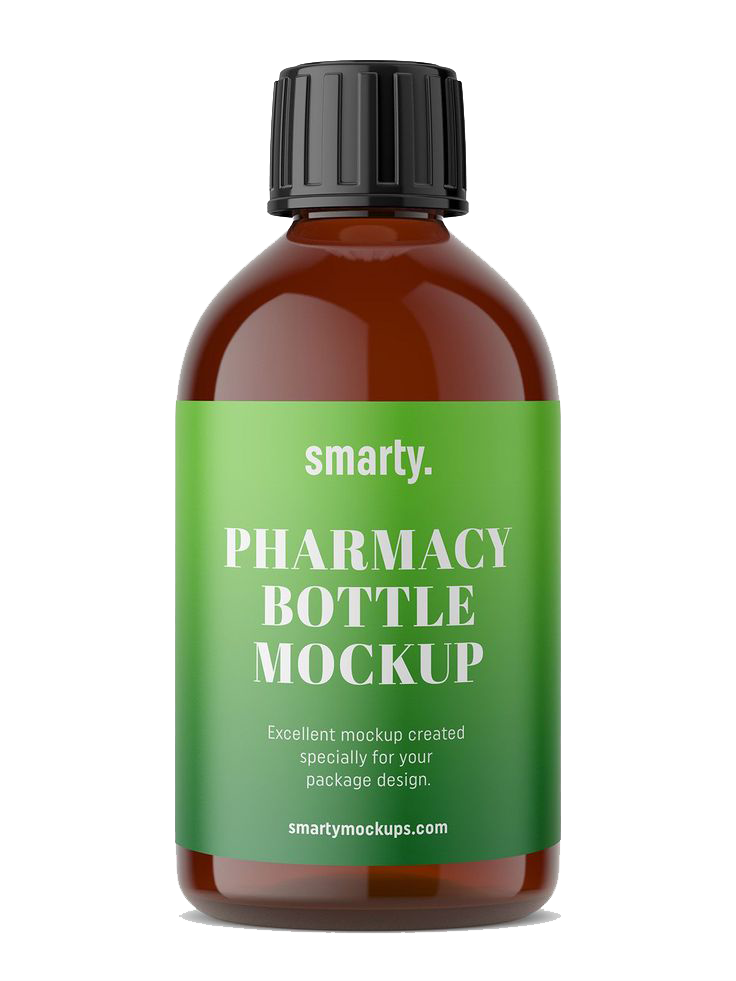 smarty.
PHARMACY
BOTTLE
MOCKUP
Excellent mockup created
specially for your
package design.
smartymockups.com